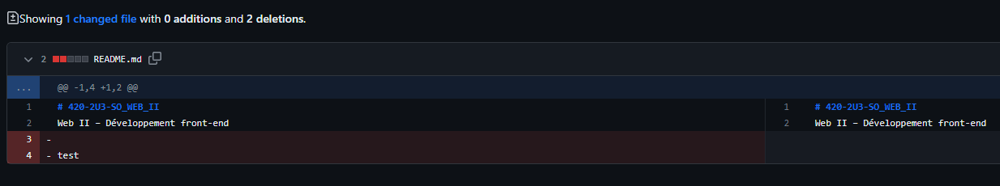 Showing 1 changed file with 0 additions and 2 deletions.
2 README.md
... @@ -1,4 +1,2 @@
1 # 420-2U3-SO_WEB_II 1 # 420-2U3-SO_WEB_II
2 Web II – Développement front-end 2 Web II – Développement front-end
3 -
4 - test